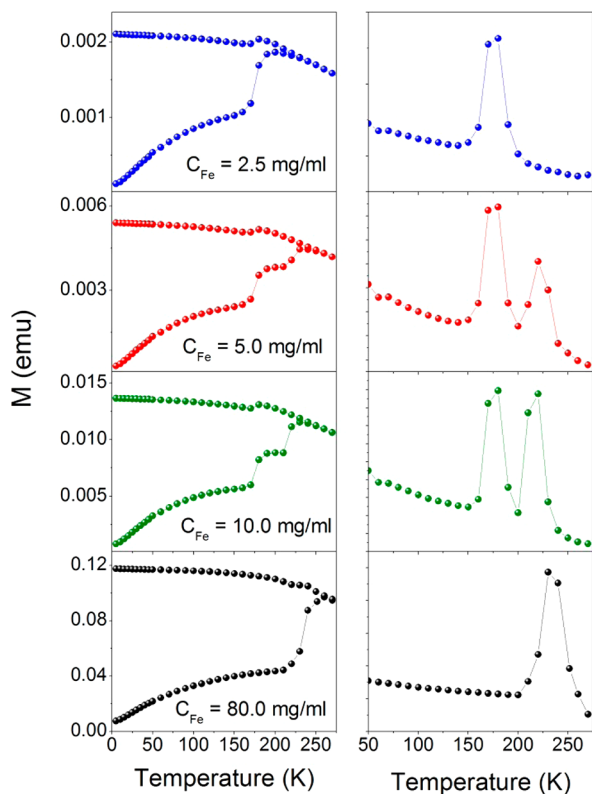 0.002
0.001
C_Fe = 2.5 mg/ml
0.006
0.003
C_Fe = 5.0 mg/ml
M (emu)
0.015
0.010
0.005
C_Fe = 10.0 mg/ml
0.12
0.08
0.04
0.00
C_Fe = 80.0 mg/ml
0 50 100 150 200 250
50 100 150 200 250
Temperature (K)
Temperature (K)